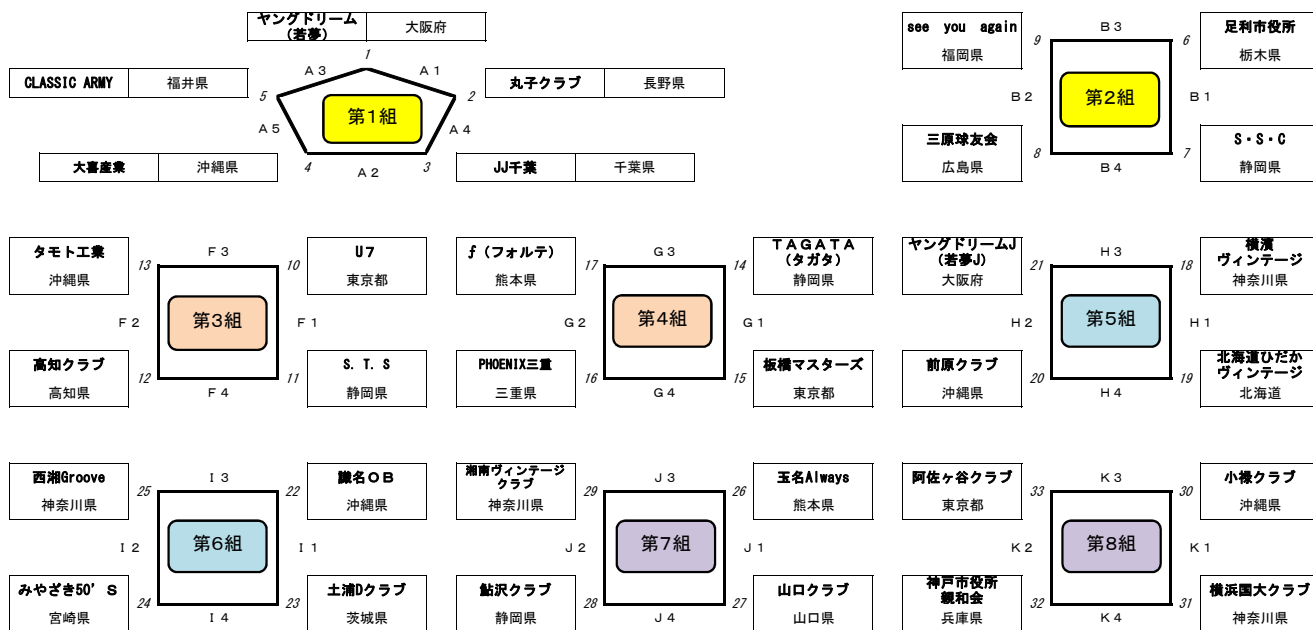 ヤングドリーム
(若夢)
大阪府
CLASSIC ARMY
福井県
丸子クラブ
長野県
大喜産業
沖縄県
JJ千葉
千葉県
1
2
3
4
5
A3
A1
A5
A4
A2
第1組
see you again
福岡県
9
B3
6
足利市役所
栃木県
B2
第2組
B1
三原球友会
広島県
8
B4
7
S・S・C
静岡県
タモト工業
沖縄県
13
F3
10
U7
東京都
F2
第3組
F1
高知クラブ
高知県
12
F4
11
S.T.S
静岡県
f(フォルテ)
熊本県
17
G3
14
TAGATA
(タガタ)
静岡県
G2
第4組
G1
PHOENIX三重
三重県
16
G4
15
板橋マスターズ
東京都
ヤングドリームJ
(若夢J)
大阪府
21
H3
18
横濱
ヴィンテージ
神奈川県
H2
第5組
H1
前原クラブ
沖縄県
20
H4
19
北海道ひだか
ヴィンテージ
北海道
西湘Groove
神奈川県
25
I3
22
識名OB
沖縄県
I2
第6組
I1
みやざき50'S
宮崎県
24
I4
23
土浦Dクラブ
茨城県
湘南ヴィンテージ
クラブ
神奈川県
29
J3
26
玉名Always
熊本県
J2
第7組
J1
鮎沢クラブ
静岡県
28
J4
27
山口クラブ
山口県
阿佐ヶ谷クラブ
東京都
33
K3
30
小禄クラブ
沖縄県
K2
第8組
K1
神戸市役所
親和会
兵庫県
32
K4
31
横浜国大クラブ
神奈川県